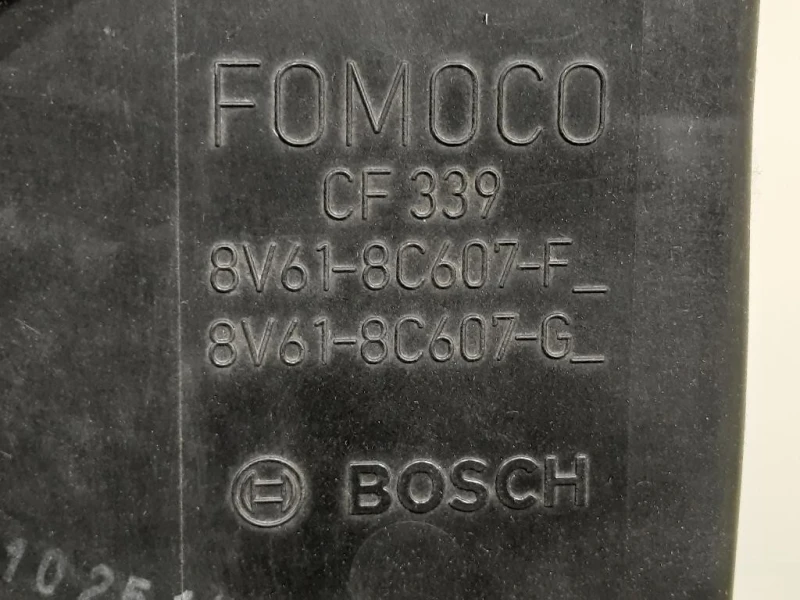 FOMOCO
CF 339
8V61-8C607-F_
8V61-8C607-G_
BOSCH